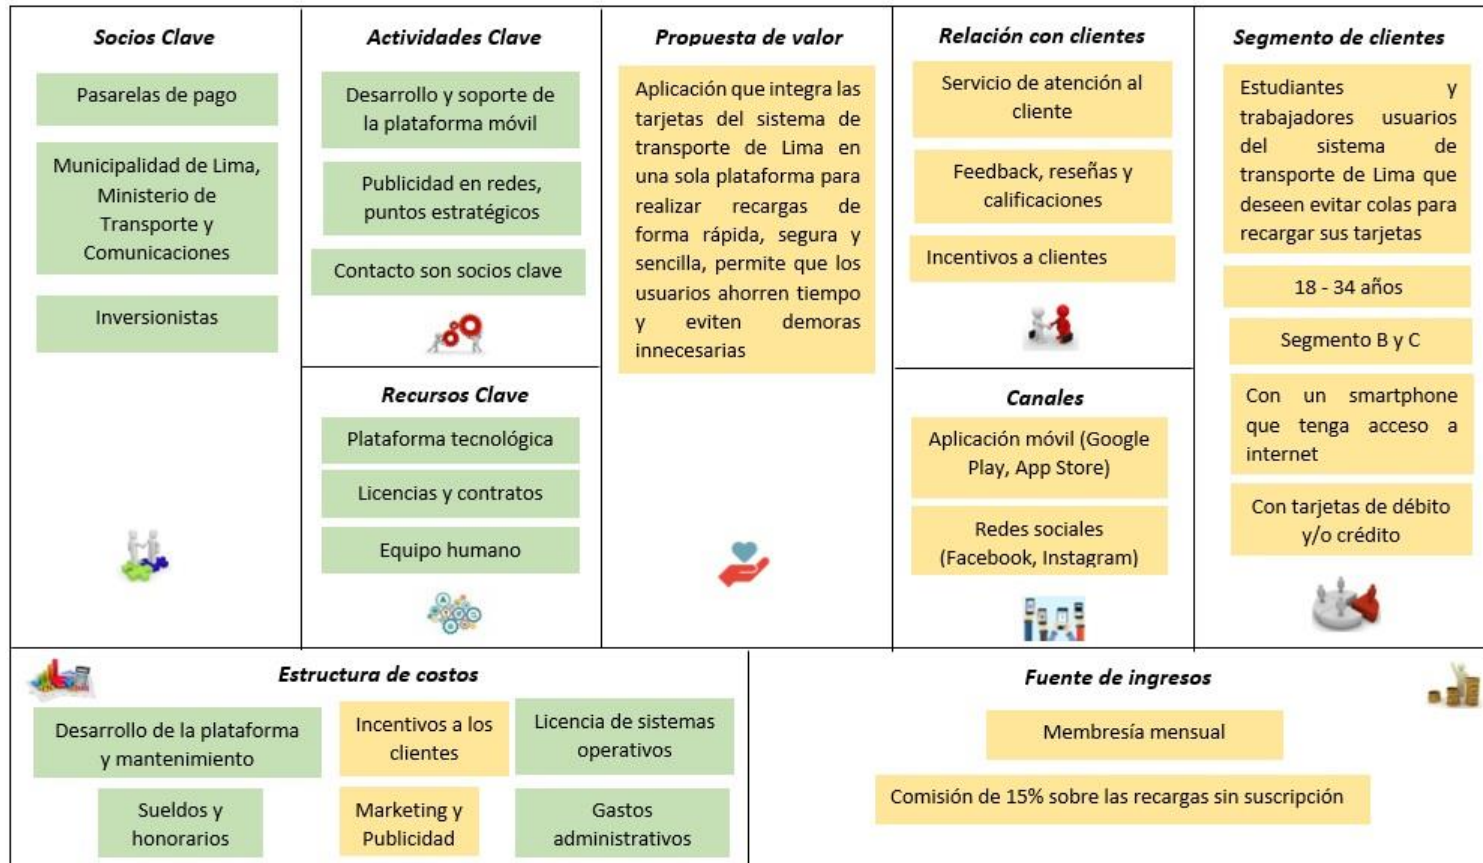 Socios Clave
Pasarelas de pago
Municipalidad de Lima,
Ministerio de
Transporte y
Comunicaciones
Inversionistas
Actividades Clave
Desarrollo y soporte de
la plataforma móvil
Publicidad en redes,
puntos estratégicos
Contacto son socios clave
Recursos Clave
Plataforma tecnológica
Licencias y contratos
Equipo humano
Propuesta de valor
Aplicación que integra las
tarjetas del sistema de
transporte de Lima en
una sola plataforma para
realizar recargas de
forma rápida, segura y
sencilla, permite que los
usuarios ahorren tiempo
y eviten demoras
innecesarias
Relación con clientes
Servicio de atención al
cliente
Feedback, reseñas y
calificaciones
Incentivos a clientes
Canales
Aplicación móvil (Google
Play, App Store)
Redes sociales
(Facebook, Instagram)
Segmento de clientes
Estudiantes y
trabajadores usuarios
del sistema de
transporte de Lima que
deseen evitar colas para
recargar sus tarjetas
18 - 34 años
Segmento B y C
Con un smartphone
que tenga acceso a
internet
Con tarjetas de débito
y/o crédito
Estructura de costos
Desarrollo de la plataforma
y mantenimiento
Incentivos a los
clientes
Licencia de sistemas
operativos
Sueldos y
honorarios
Marketing y
Publicidad
Gastos
administrativos
Fuente de ingresos
Membresía mensual
Comisión de 15% sobre las recargas sin suscripción